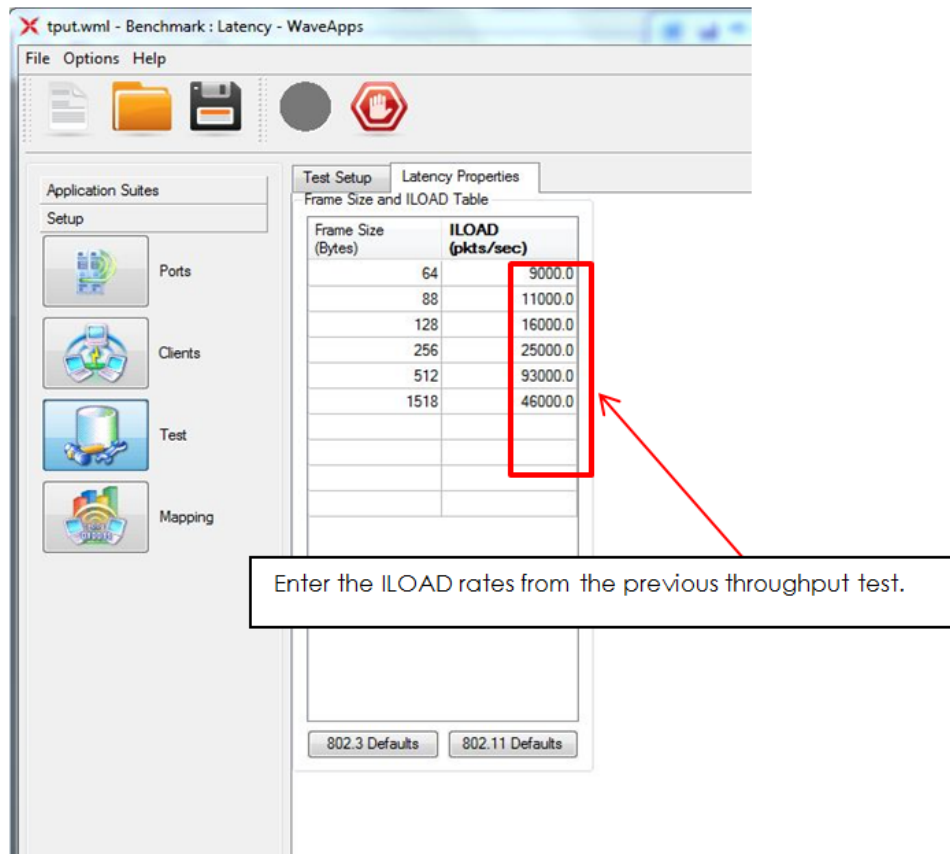 tput.wml - Benchmark : Latency - WaveApps
File Options Help
Application Suites
Setup
Ports
Clients
Test
Mapping
Test Setup Latency Properties
Frame Size and ILOAD Table
Frame Size (Bytes) ILOAD (pkts/sec)
64 9000.0
88 11000.0
128 16000.0
256 25000.0
512 93000.0
1518 46000.0
Enter the ILOAD rates from the previous throughput test.
802.3 Defaults 802.11 Defaults